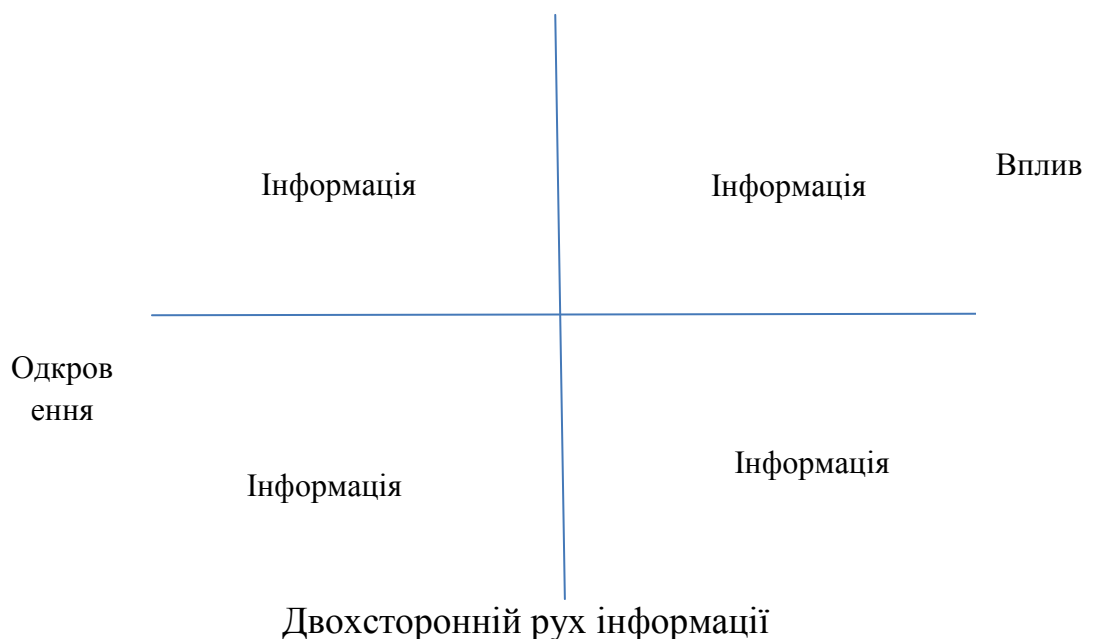 Вплив
Інформація
Інформація
Одкров
ення
Інформація
Інформація
Двохсторонній рух інформації